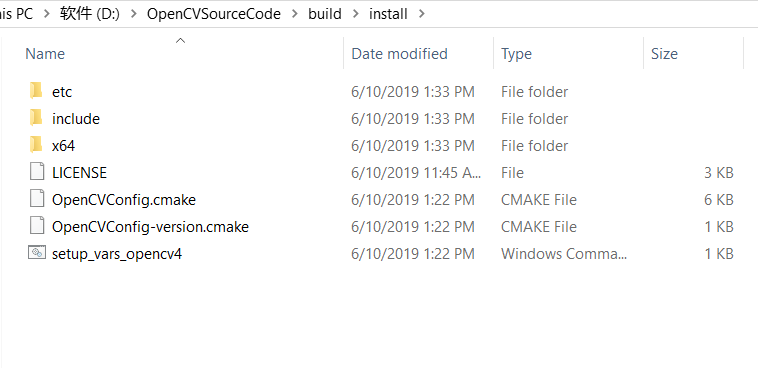 his PC > 软件 (D:) > OpenCVSourceCode > build > install >
Name Date modified Type Size
etc 6/10/2019 1:33 PM File folder
include 6/10/2019 1:33 PM File folder
x64 6/10/2019 1:33 PM File folder
LICENSE 6/10/2019 11:45 A... File 3 KB
OpenCVConfig.cmake 6/10/2019 1:22 PM CMAKE File 6 KB
OpenCVConfig-version.cmake 6/10/2019 1:22 PM CMAKE File 1 KB
setup_vars_opencv4 6/10/2019 1:22 PM Windows Comma... 1 KB